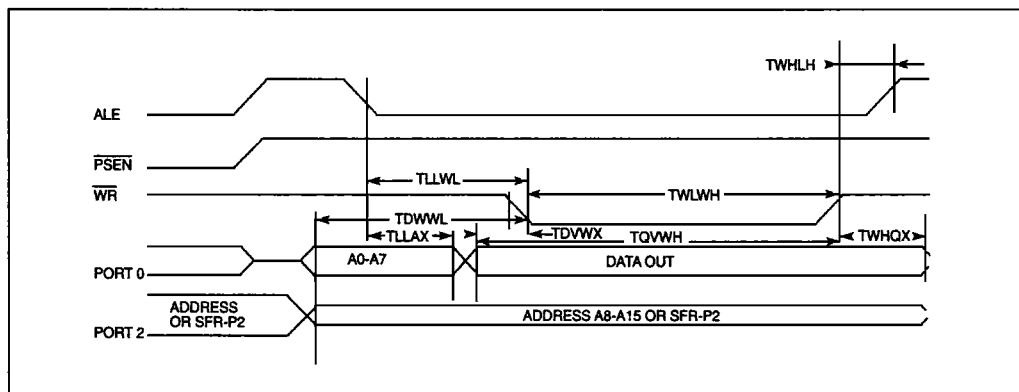 TWHLH
ALE
PSEN
TLLWL
TWLWH
WR
TDWWL
TLLAX
TDVWX
TQVWH
TWHQX
PORT 0
A0-A7
DATA OUT
ADDRESS
OR SFR-P2
PORT 2
ADDRESS A8-A15 OR SFR-P2